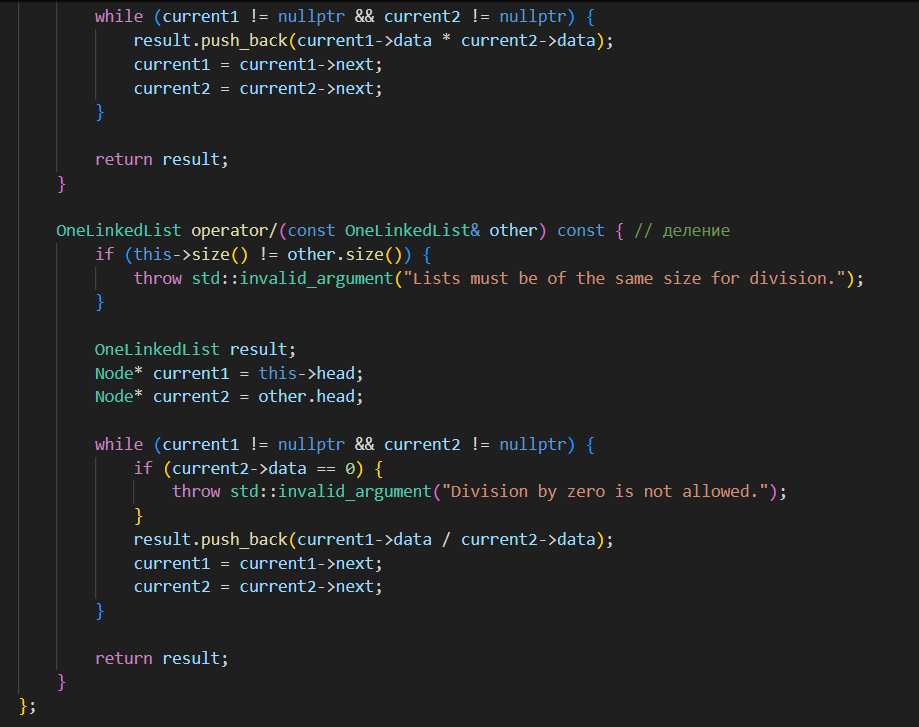 while (current1 != nullptr && current2 != nullptr) {
result.push_back(current1->data * current2->data);
current1 = current1->next;
current2 = current2->next;
}
return result;
}
OneLinkedList operator/(const OneLinkedList& other) const { // деление
if (this->size() != other.size()) {
throw std::invalid_argument("Lists must be of the same size for division.");
}
OneLinkedList result;
Node* current1 = this->head;
Node* current2 = other.head;
while (current1 != nullptr && current2 != nullptr) {
if (current2->data == 0) {
throw std::invalid_argument("Division by zero is not allowed.");
}
result.push_back(current1->data / current2->data);
current1 = current1->next;
current2 = current2->next;
}
return result;
}
};